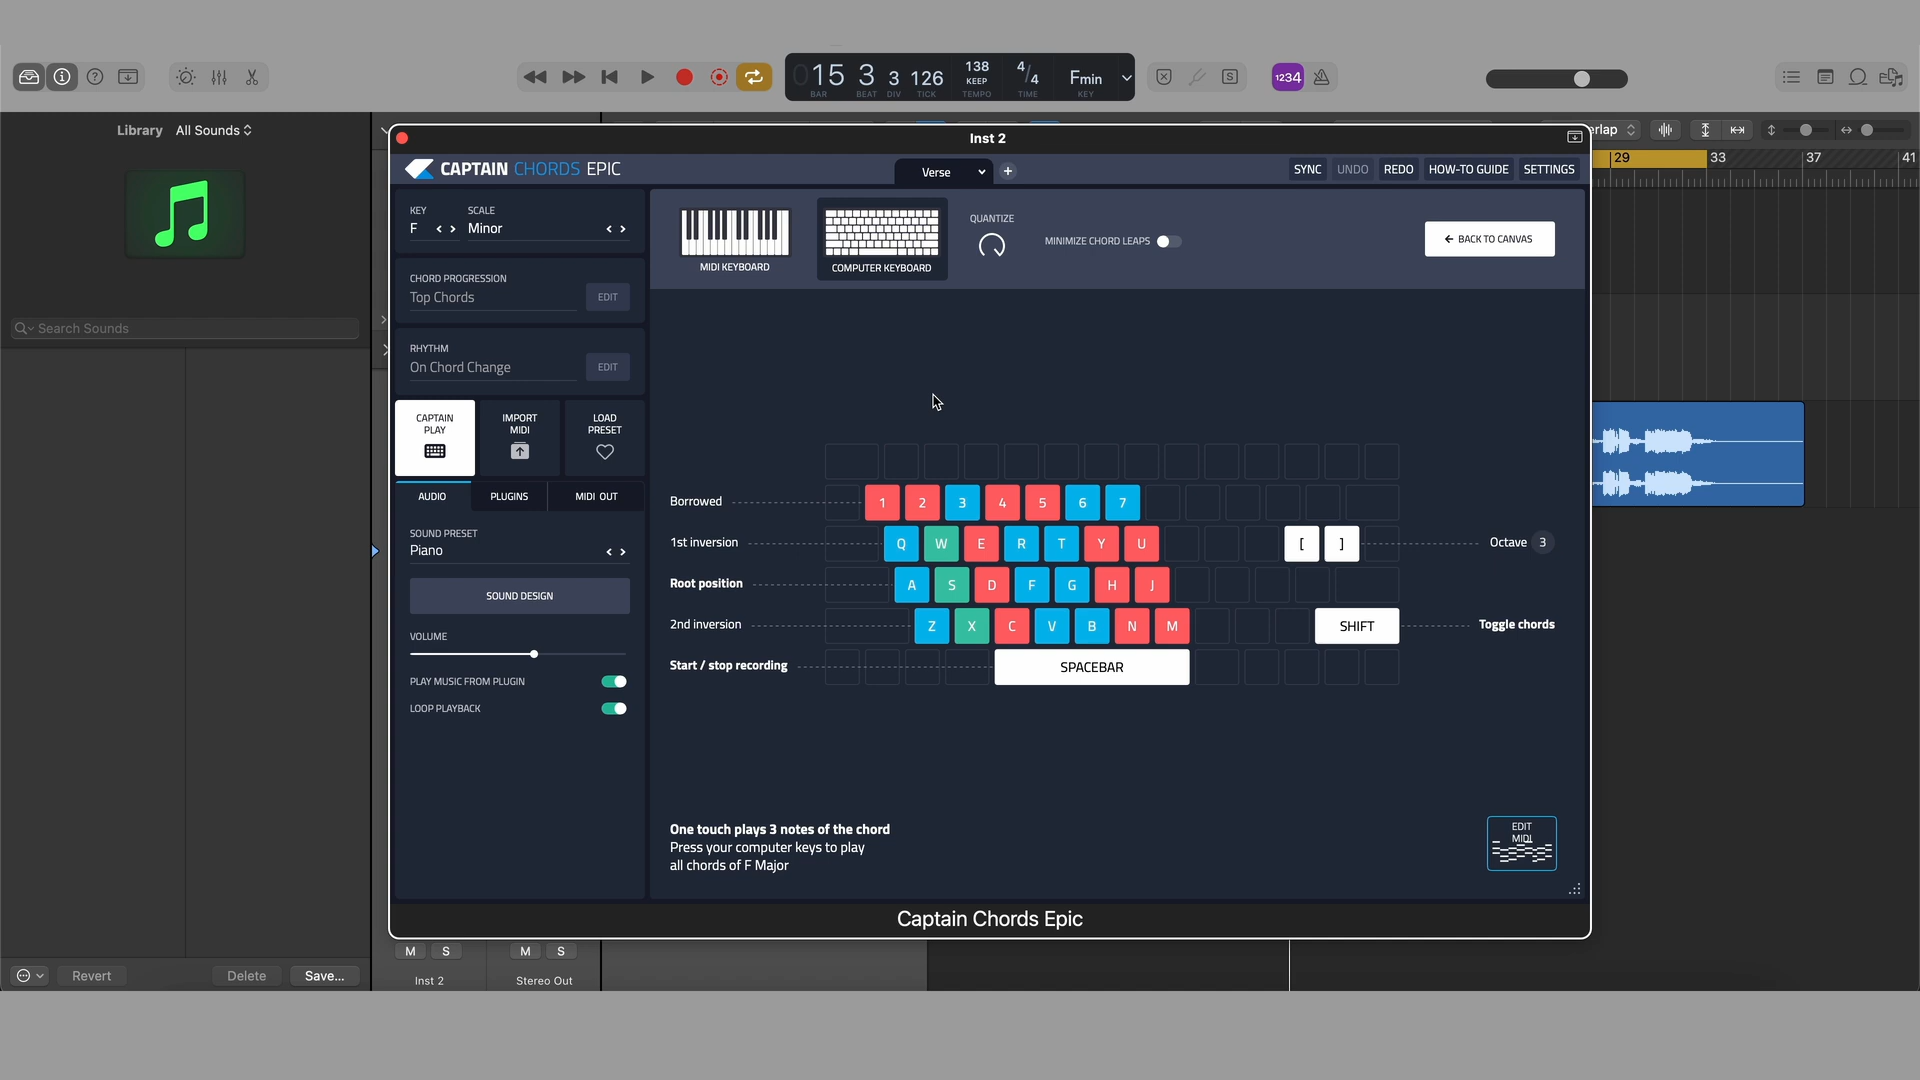 015 3 3 126 138 4/4 Fmin
KEEP
BAR BEAT DIV TICK TEMPO TIME KEY
S
1234
Library All Sounds
Search Sounds
Inst 2
erlap
29 33 37 41
CAPTAIN CHORDS EPIC
Verse
SYNC UNDO REDO HOW-TO GUIDE SETTINGS
KEY SCALE
F Minor
CHORD PROGRESSION
Top Chords EDIT
RHYTHM
On Chord Change EDIT
CAPTAIN PLAY
IMPORT MIDI
LOAD PRESET
AUDIO PLUGINS MIDI OUT
SOUND PRESET
Piano
SOUND DESIGN
VOLUME
PLAY MUSIC FROM PLUGIN
LOOP PLAYBACK
MIDI KEYBOARD
COMPUTER KEYBOARD
QUANTIZE
MINIMIZE CHORD LEAPS
BACK TO CANVAS
Borrowed 1 2 3 4 5 6 7
1st inversion Q W E R T Y U [ ] Octave 3
Root position A S D F G H J
2nd inversion Z X C V B N M SHIFT Toggle chords
Start / stop recording SPACEBAR
One touch plays 3 notes of the chord
Press your computer keys to play
all chords of F Major
EDIT
MIDI
Captain Chords Epic
M S M S
Revert Delete Save...
Inst 2 Stereo Out